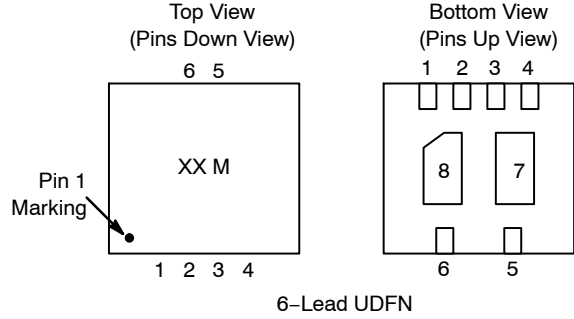 Top View
(Pins Down View)
6 5
XX M
Pin 1
Marking
1 2 3 4
Bottom View
(Pins Up View)
1 2 3 4
8 7
6 5
6–Lead UDFN